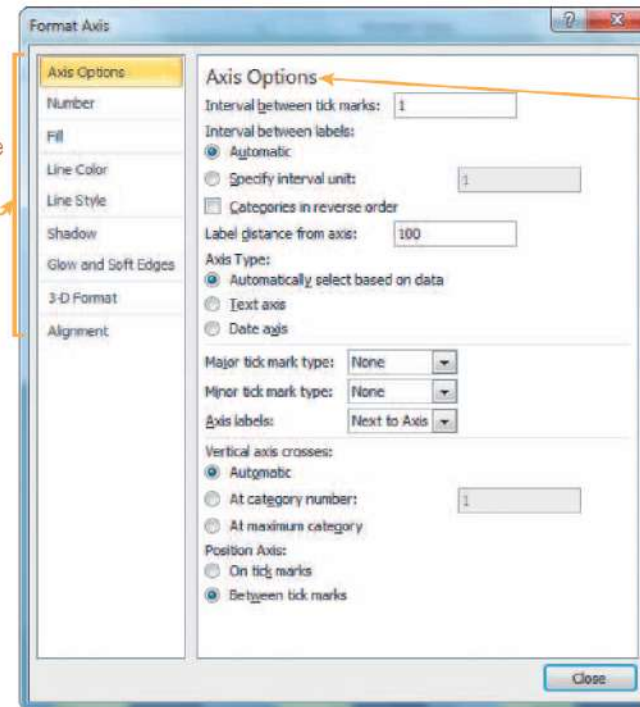 Format Axis
Axis Options
Number
Fill
Line Color
Line Style
Shadow
Glow and Soft Edges
3-D Format
Alignment
Axis Options
Interval between tick marks: 1
Interval between labels:
Automatic
Specify interval unit: 1
Categories in reverse order
Label distance from axis: 100
Axis Type:
Automatically select based on data
Text axis
Date axis
Major tick mark type: None
Minor tick mark type: None
Axis labels: Next to Axis
Vertical axis crosses:
Automatic
At category number: 1
At maximum category
Position Axis:
On tick marks
Between tick marks
Close